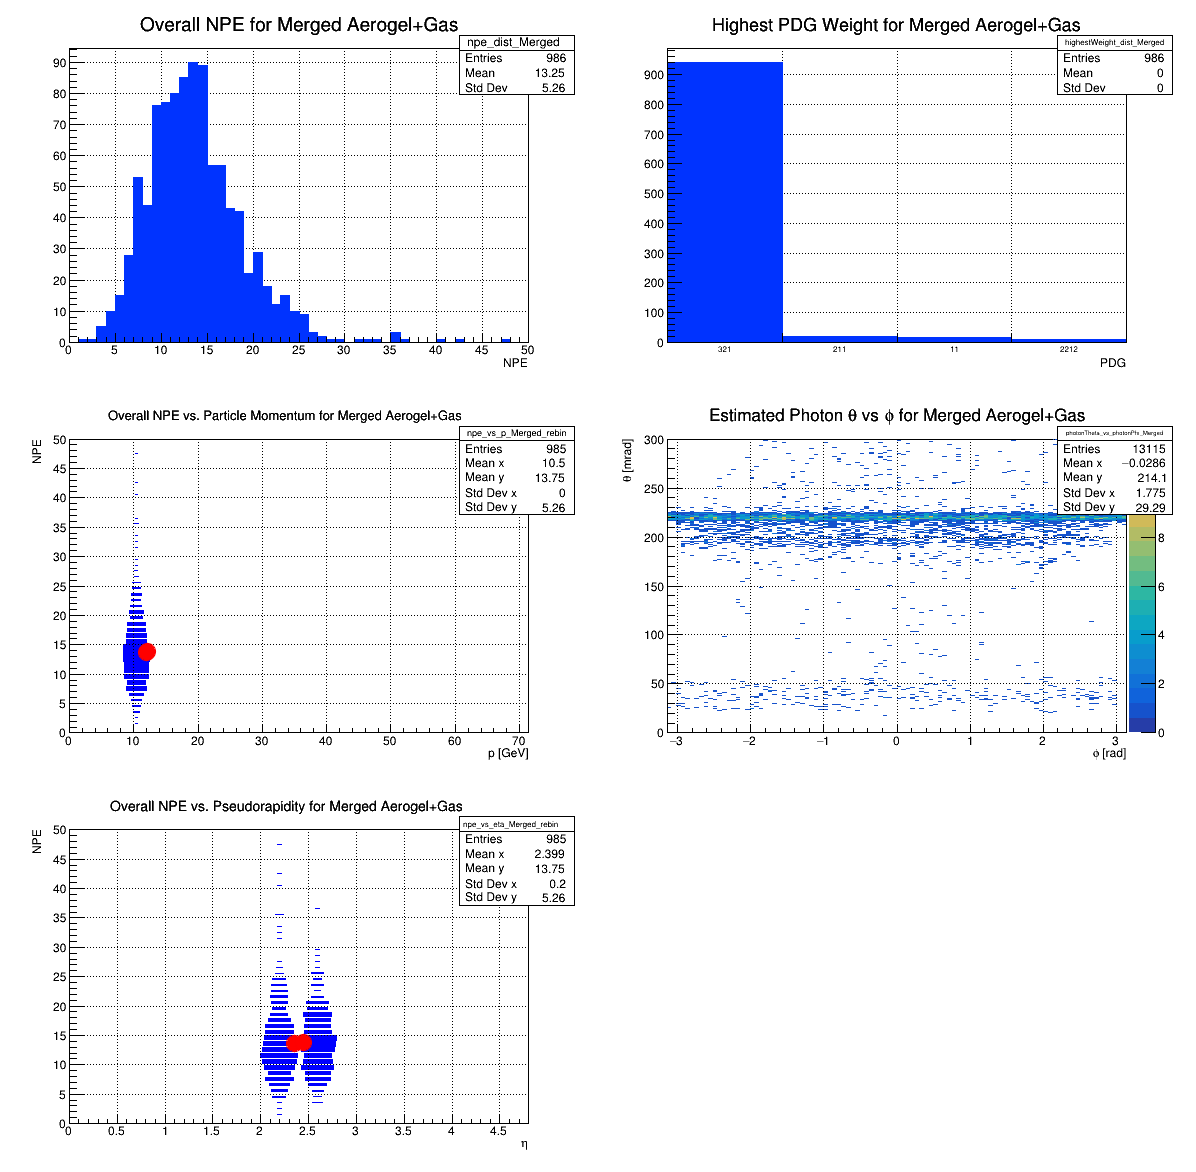 Overall NPE for Merged Aerogel+Gas
npe_dist_Merged
Entries 986
Mean 13.25
Std Dev 5.26
90
80
70
60
50
40
30
20
10
0
0 5 10 15 20 25 30 35 40 45 50
NPE
Highest PDG Weight for Merged Aerogel+Gas
highestWeight_dist_Merged
Entries 986
Mean 0
Std Dev 0
900
800
700
600
500
400
300
200
100
0
321 211 11 2212
PDG
Overall NPE vs. Particle Momentum for Merged Aerogel+Gas
npe_vs_p_Merged_rebin
Entries 985
Mean x 10.5
Mean y 13.75
Std Dev x 0
Std Dev y 5.26
NPE
50
45
40
35
30
25
20
15
10
5
0
0 10 20 30 40 50 60 70
p [GeV]
Estimated Photon θ vs ϕ for Merged Aerogel+Gas
photonTheta_vs_photonPhi_Merged
Entries 13115
Mean x −0.0286
Mean y 214.1
Std Dev x 1.775
Std Dev y 29.29
θ [mrad]
300
250
200
150
100
50
0
−3 −2 −1 0 1 2 3
ϕ [rad]
8
6
4
2
0
Overall NPE vs. Pseudorapidity for Merged Aerogel+Gas
npe_vs_eta_Merged_rebin
Entries 985
Mean x 2.399
Mean y 13.75
Std Dev x 0.2
Std Dev y 5.26
NPE
50
45
40
35
30
25
20
15
10
5
0
0 0.5 1 1.5 2 2.5 3 3.5 4 4.5
η